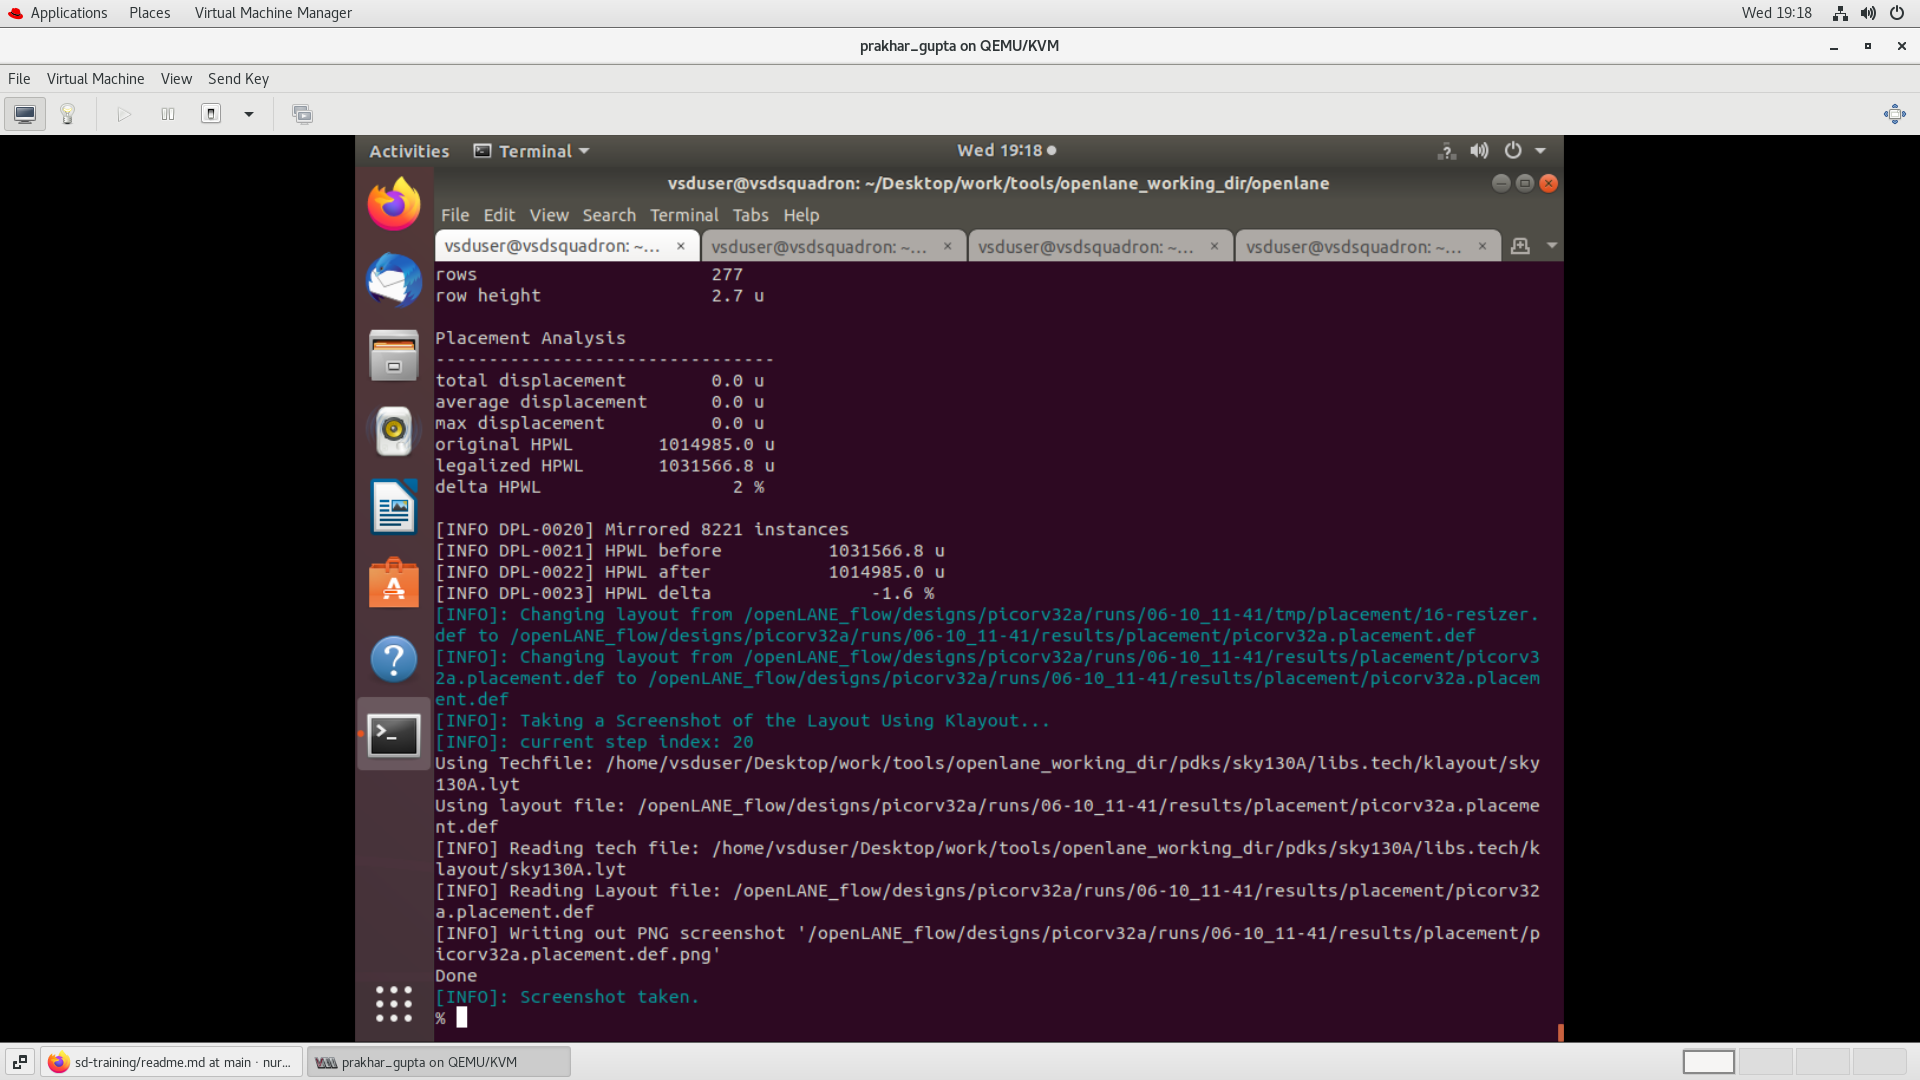 Applications Places Virtual Machine Manager Wed 19:18
prakhar_gupta on QEMU/KVM
File Virtual Machine View Send Key
Activities Terminal Wed 19:18
vsduser@vsdsquadron: ~/Desktop/work/tools/openlane_working_dir/openlane
File Edit View Search Terminal Tabs Help
vsduser@vsdsquadron: ~... vsduser@vsdsquadron: ~... vsduser@vsdsquadron: ~... vsduser@vsdsquadron: ~...
rows 277
row height 2.7 u
Placement Analysis
--------------------------------
total displacement 0.0 u
average displacement 0.0 u
max displacement 0.0 u
original HPWL 1014985.0 u
legalized HPWL 1031566.8 u
delta HPWL 2 %
[INFO DPL-0020] Mirrored 8221 instances
[INFO DPL-0021] HPWL before 1031566.8 u
[INFO DPL-0022] HPWL after 1014985.0 u
[INFO DPL-0023] HPWL delta -1.6 %
[INFO]: Changing layout from /openLANE_flow/designs/picorv32a/runs/06-10_11-41/tmp/placement/16-resizer.
def to /openLANE_flow/designs/picorv32a/runs/06-10_11-41/results/placement/picorv32a.placement.def
[INFO]: Changing layout from /openLANE_flow/designs/picorv32a/runs/06-10_11-41/results/placement/picorv3
2a.placement.def to /openLANE_flow/designs/picorv32a/runs/06-10_11-41/results/placement/picorv32a.placem
ent.def
[INFO]: Taking a Screenshot of the Layout Using Klayout...
[INFO]: current step index: 20
Using Techfile: /home/vsduser/Desktop/work/tools/openlane_working_dir/pdks/sky130A/libs.tech/klayout/sky
130A.lyt
Using layout file: /openLANE_flow/designs/picorv32a/runs/06-10_11-41/results/placement/picorv32a.placeme
nt.def
[INFO] Reading tech file: /home/vsduser/Desktop/work/tools/openlane_working_dir/pdks/sky130A/libs.tech/k
layout/sky130A.lyt
[INFO] Reading Layout file: /openLANE_flow/designs/picorv32a/runs/06-10_11-41/results/placement/picorv32
a.placement.def
[INFO] Writing out PNG screenshot '/openLANE_flow/designs/picorv32a/runs/06-10_11-41/results/placement/p
icorv32a.placement.def.png'
Done
[INFO]: Screenshot taken.
%
sd-training/readme.md at main · nur... prakhar_gupta on QEMU/KVM